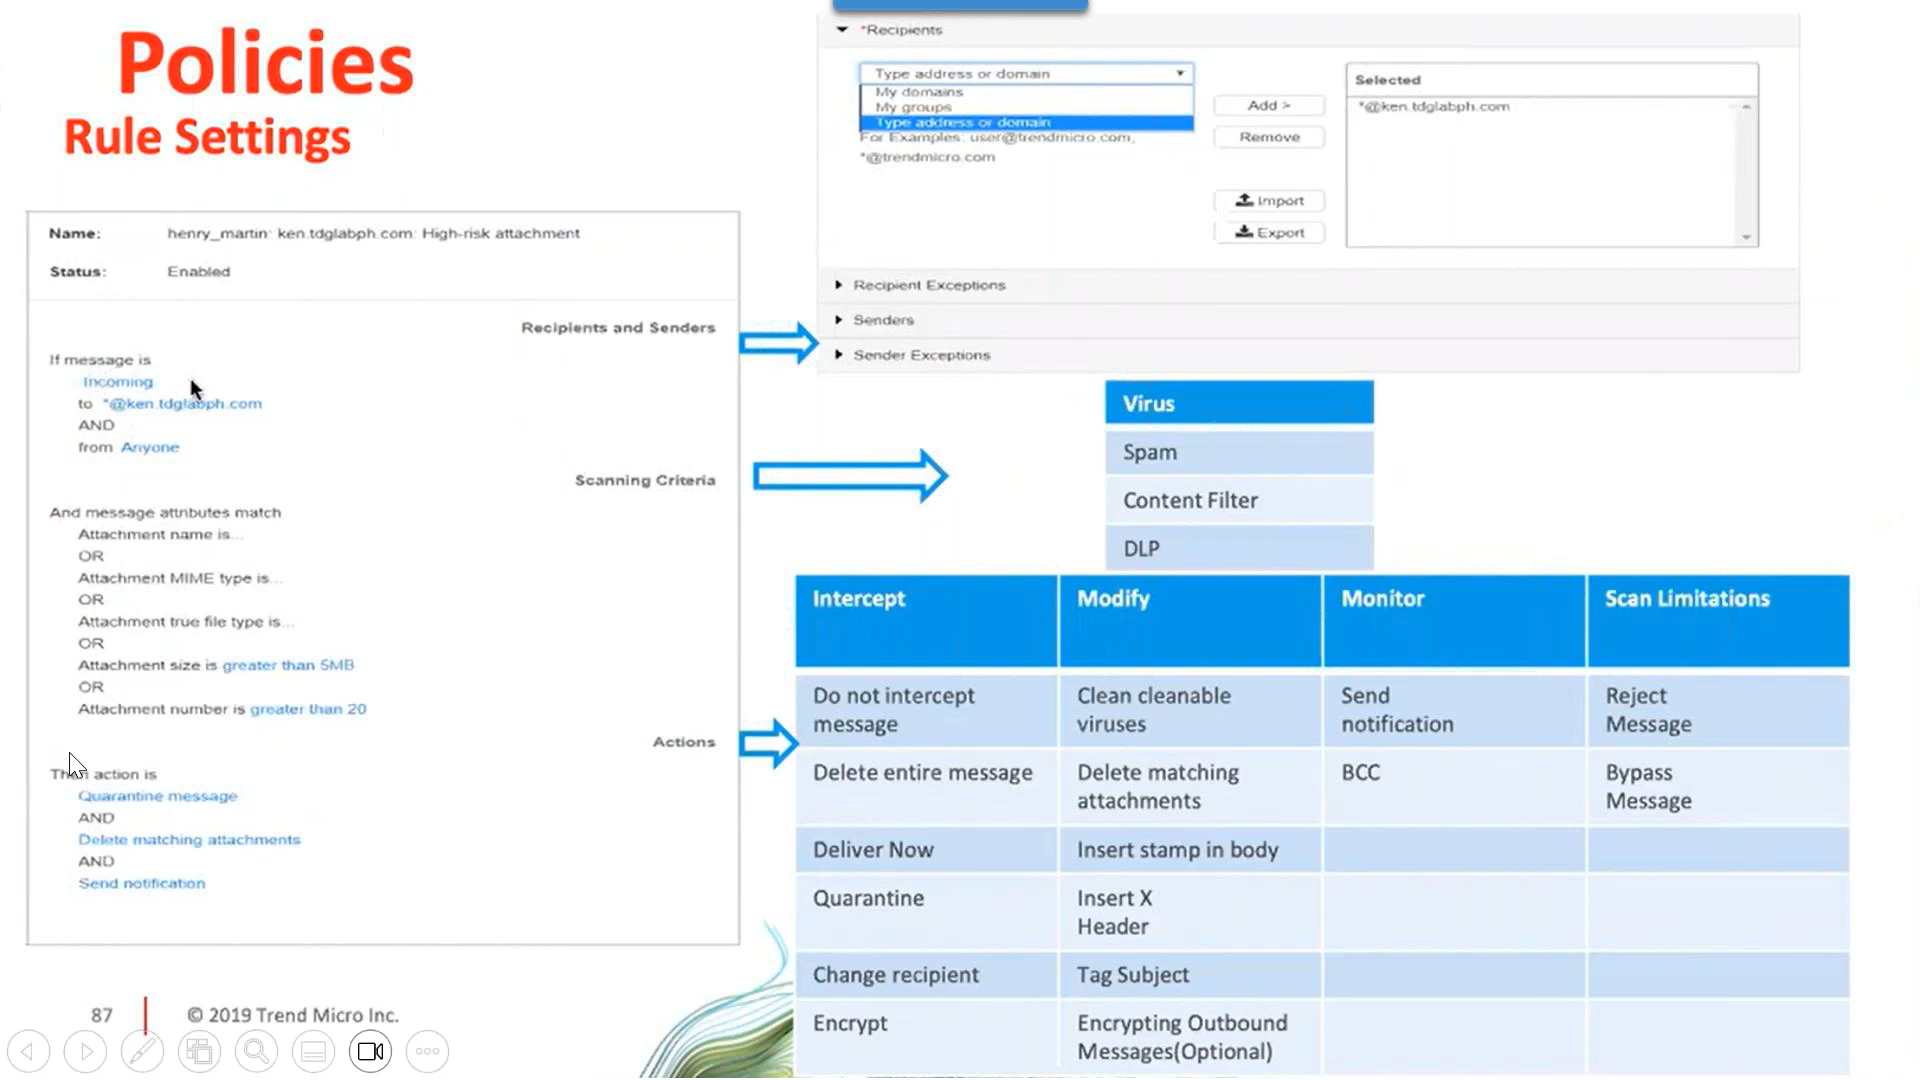 Policies
Rule Settings
Name: henry_martin: ken.tdglabph.com: High-risk attachment
Status: Enabled
Recipients and Senders
If message is
Incoming
to *@ken.tdglabph.com
AND
from Anyone
Scanning Criteria
And message attributes match
Attachment name is...
OR
Attachment MIME type is...
OR
Attachment true file type is...
OR
Attachment size is greater than 5MB
OR
Attachment number is greater than 20
Actions
Then action is
Quarantine message
AND
Delete matching attachments
AND
Send notification
*Recipients
Type address or domain
My domains
My groups
Type address or domain
For Examples: user@trendmicro.com,
*@trendmicro.com
Add >
Remove
Import
Export
Selected
*@ken.tdglabph.com
Recipient Exceptions
Senders
Sender Exceptions
Virus
Spam
Content Filter
DLP
Intercept Modify Monitor Scan Limitations
Do not intercept Clean cleanable Send Reject
message viruses notification Message
Delete entire message Delete matching BCC Bypass
attachments Message
Deliver Now Insert stamp in body
Quarantine Insert X
Header
Change recipient Tag Subject
Encrypt Encrypting Outbound
Messages(Optional)
87 © 2019 Trend Micro Inc.